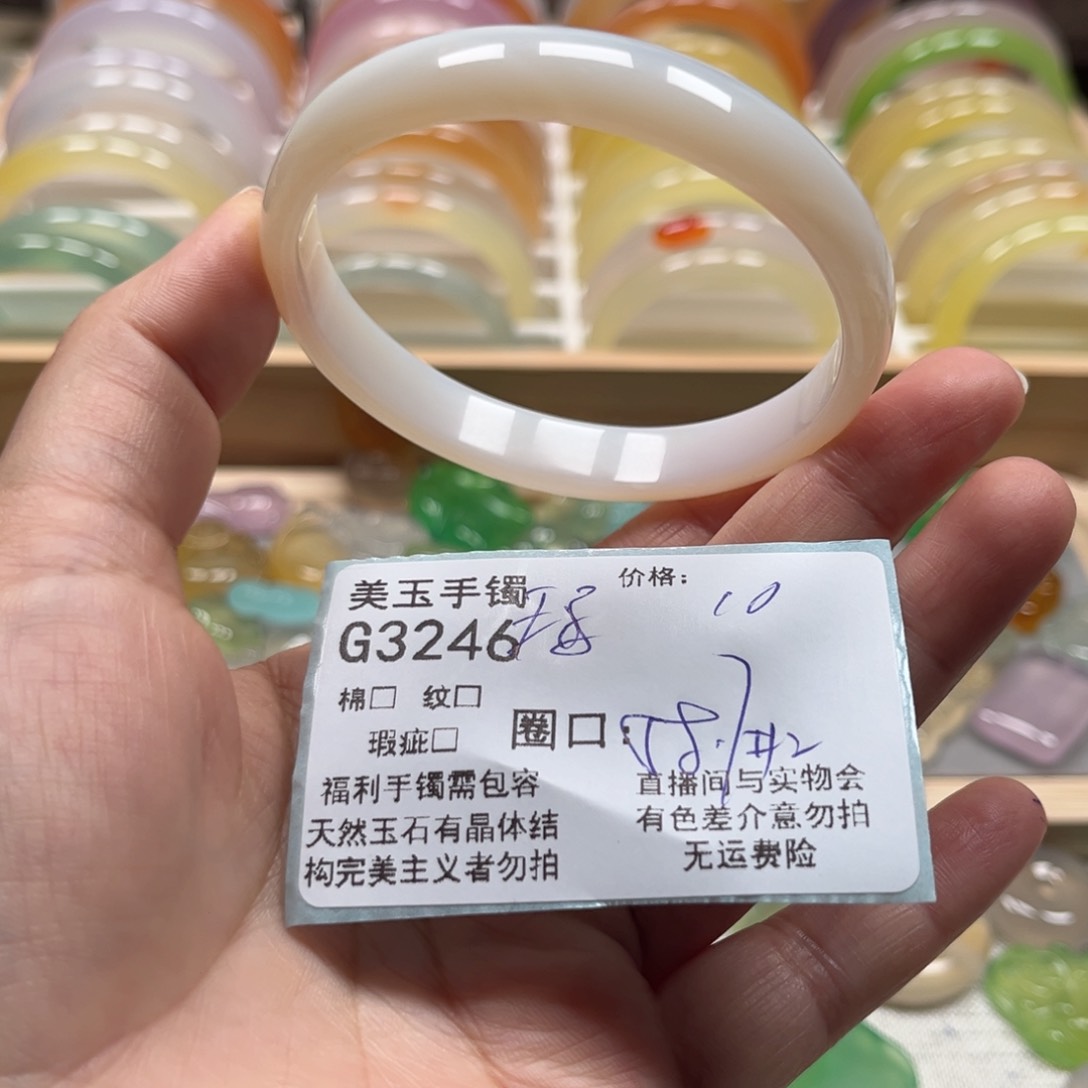 美玉手镯
价格: 10
G3246
棉□ 纹□
瑕疵□
圈口:
福利手镯需包容
天然玉石有晶体结
构完美主义者勿拍
直播间与实物会
有色差介意勿拍
无运费险